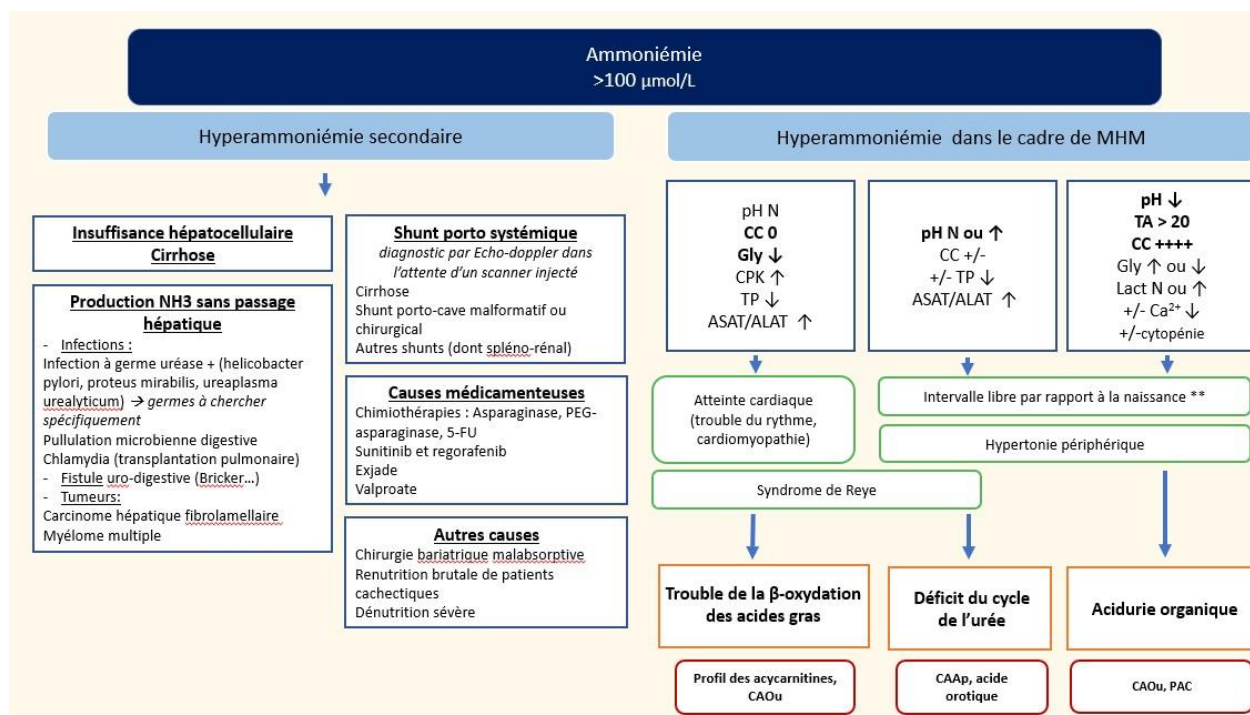 Ammoniémie
>100 µmol/L
Hyperammoniémie secondaire
Insuffisance hépatocellulaire
Cirrhose
Production NH3 sans passage
hépatique
- Infections :
Infection à germe uréase + (helicobacter
pylori, proteus mirabilis, ureaplasma
urealyticum) → germes à chercher
spécifiquement
Pullulation microbienne digestive
Chlamydia (transplantation pulmonaire)
- Fistule uro-digestive (Bricker…)
- Tumeurs:
Carcinome hépatique fibrolamellaire
Myélome multiple
Shunt porto systémique
diagnostic par Echo-doppler dans
l’attente d’un scanner injecté
Cirrhose
Shunt porto-cave malformatif ou
chirurgical
Autres shunts (dont spléno-rénal)
Causes médicamenteuses
Chimiothérapies : Asparaginase, PEG-
asparaginase, 5-FU
Sunitinib et regorafenib
Exjade
Valproate
Autres causes
Chirurgie bariatrique malabsorptive
Renutrition brutale de patients
cachectiques
Dénutrition sévère
Hyperammoniémie dans le cadre de MHM
pH N
CC 0
Gly ↓
CPK ↑
TP ↓
ASAT/ALAT ↑
pH N ou ↑
CC +/-
+/- TP ↓
ASAT/ALAT ↑
pH ↓
TA > 20
CC ++++
Gly ↑ ou ↓
Lact N ou ↑
+/- Ca²⁺ ↓
+/-cytopénie
Atteinte cardiaque
(trouble du rythme,
cardiomyopathie)
Intervalle libre par rapport à la naissance **
Hypertonie périphérique
Syndrome de Reye
Trouble de la β-oxydation
des acides gras
Déficit du cycle
de l’urée
Acidurie organique
Profil des acycarnitines,
CAOu
CAAp, acide
orotique
CAOu, PAC